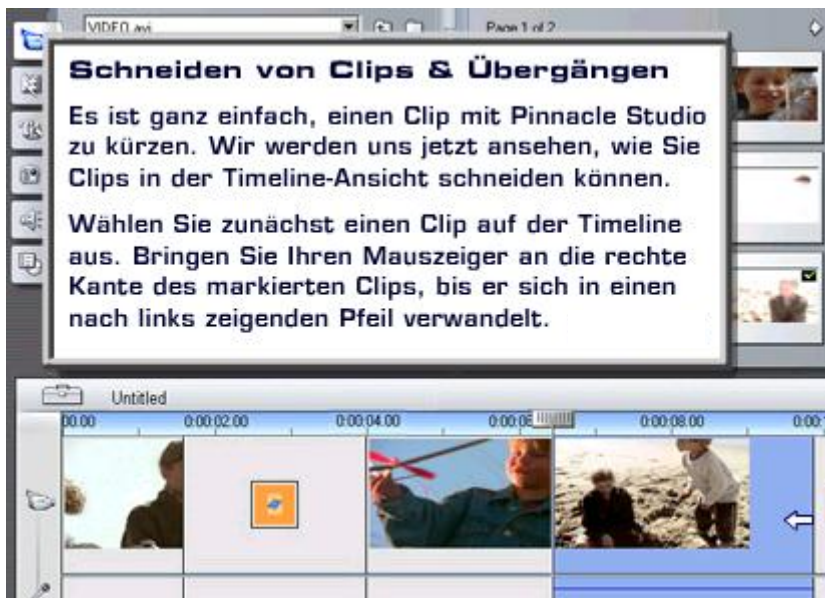 VIDEO.avi
Page 1 of 2
Schneiden von Clips & Übergängen
Es ist ganz einfach, einen Clip mit Pinnacle Studio
zu kürzen. Wir werden uns jetzt ansehen, wie Sie
Clips in der Timeline-Ansicht schneiden können.
Wählen Sie zunächst einen Clip auf der Timeline
aus. Bringen Sie Ihren Mauszeiger an die rechte
Kante des markierten Clips, bis er sich in einen
nach links zeigenden Pfeil verwandelt.
Untitled
0:00:02.00 0:00:04.00 0:00:08.00